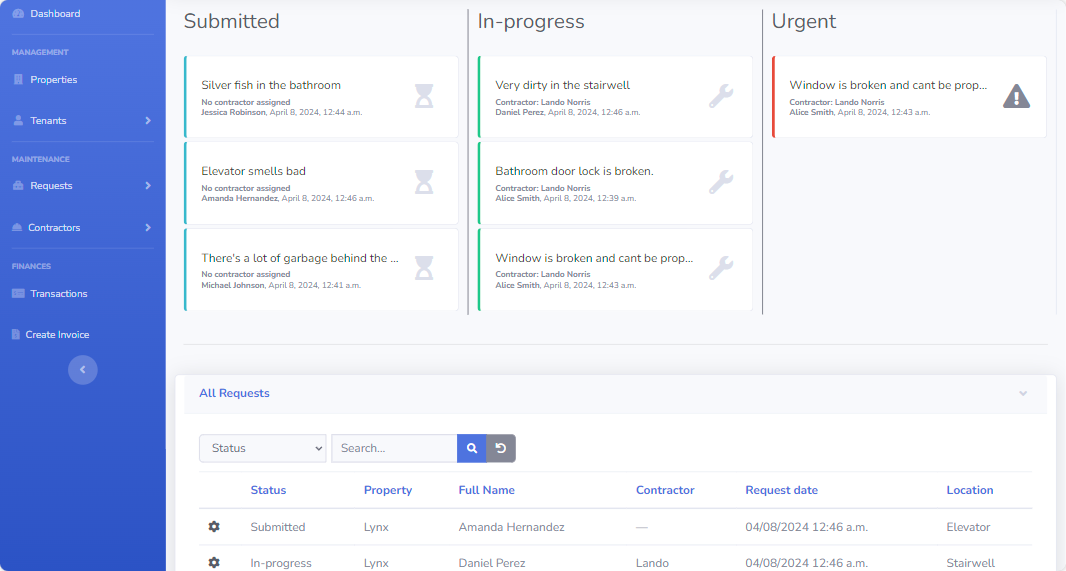 Dashboard
MANAGEMENT
Properties
Tenants
MAINTENANCE
Requests
Contractors
FINANCES
Transactions
Create Invoice
Submitted
Silver fish in the bathroom
No contractor assigned
Jessica Robinson, April 8, 2024, 12:44 a.m.
Elevator smells bad
No contractor assigned
Amanda Hernandez, April 8, 2024, 12:46 a.m.
There's a lot of garbage behind the ...
No contractor assigned
Michael Johnson, April 8, 2024, 12:41 a.m.
In-progress
Very dirty in the stairwell
Contractor: Lando Norris
Daniel Perez, April 8, 2024, 12:46 a.m.
Bathroom door lock is broken.
Contractor: Lando Norris
Alice Smith, April 8, 2024, 12:39 a.m.
Window is broken and cant be prop...
Contractor: Lando Norris
Alice Smith, April 8, 2024, 12:43 a.m.
Urgent
Window is broken and cant be prop...
Contractor: Lando Norris
Alice Smith, April 8, 2024, 12:43 a.m.
All Requests
Status Search...
Status Property Full Name Contractor Request date Location
Submitted Lynx Amanda Hernandez — 04/08/2024 12:46 a.m. Elevator
In-progress Lynx Daniel Perez Lando 04/08/2024 12:46 a.m. Stairwell